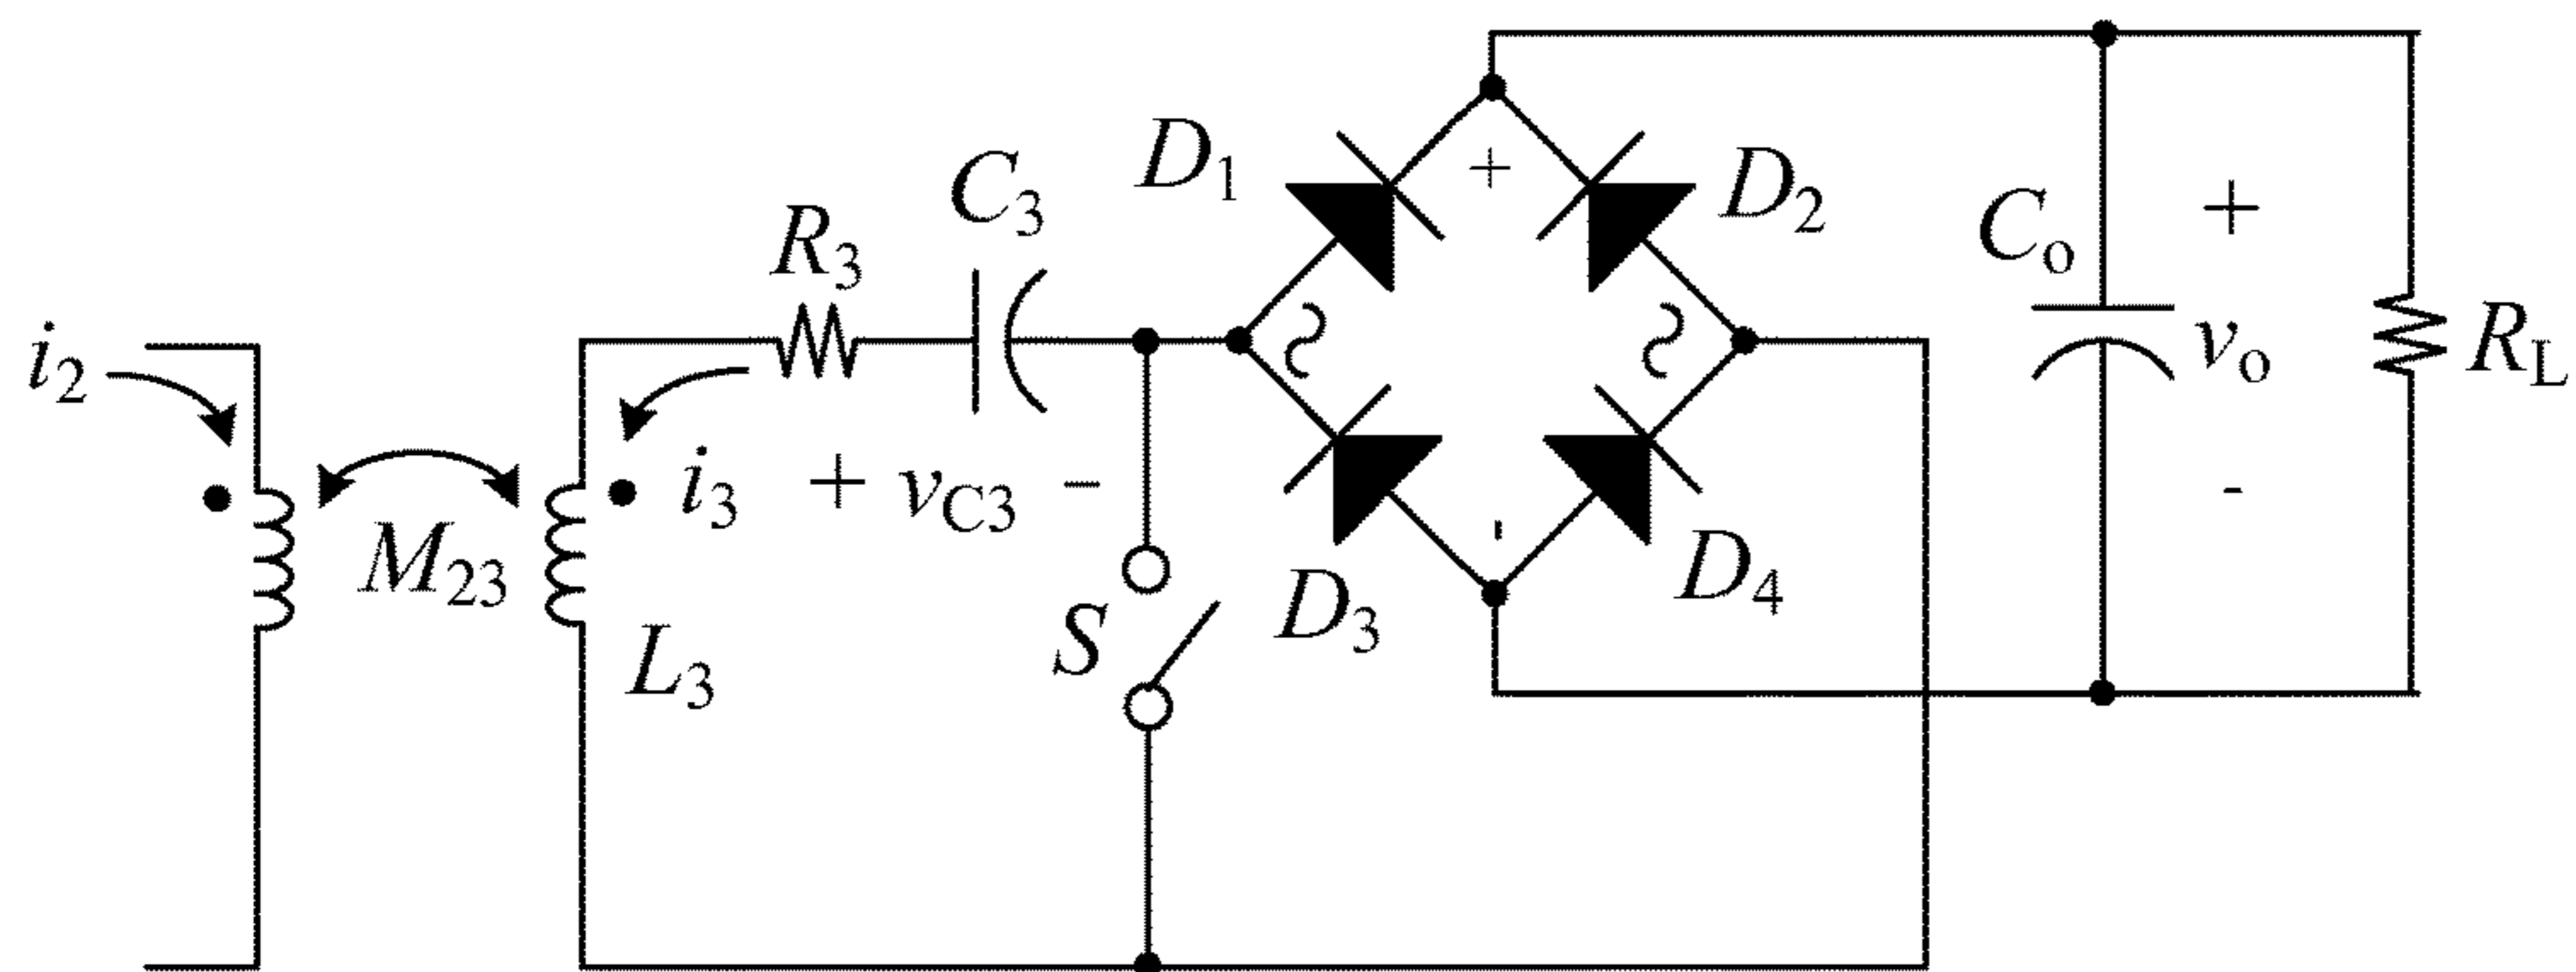 D1
+
D2
C3
R3
Co
+
vo
-
RL
i2
i3
+ vC3 -
M23
L3
S
D3
-
D4